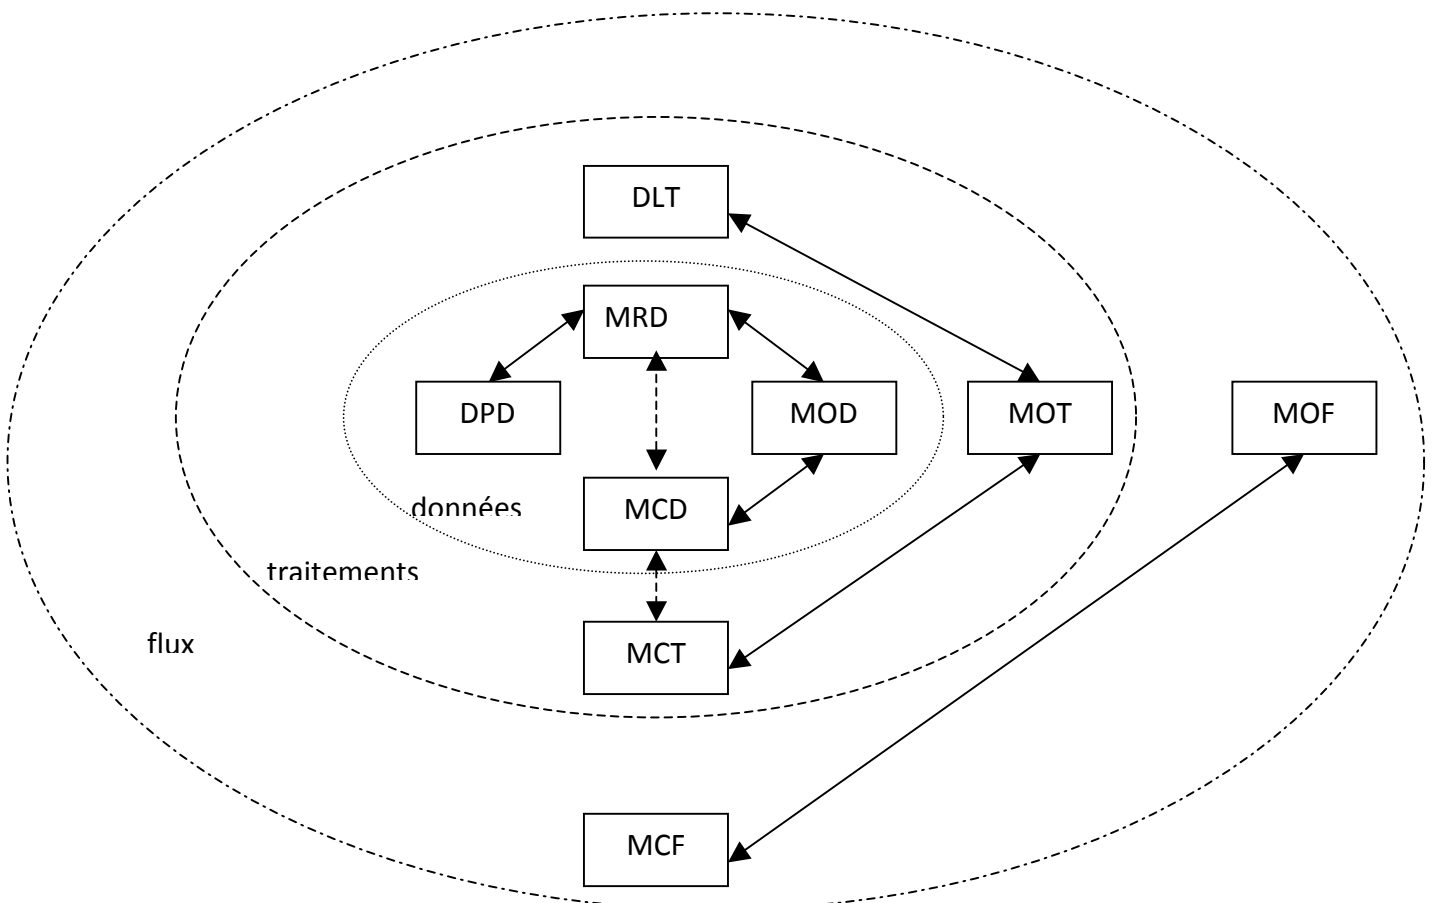 DLT
MRD
DPD
MOD
MOT
MOF
données
MCD
traitements
flux
MCT
MCF